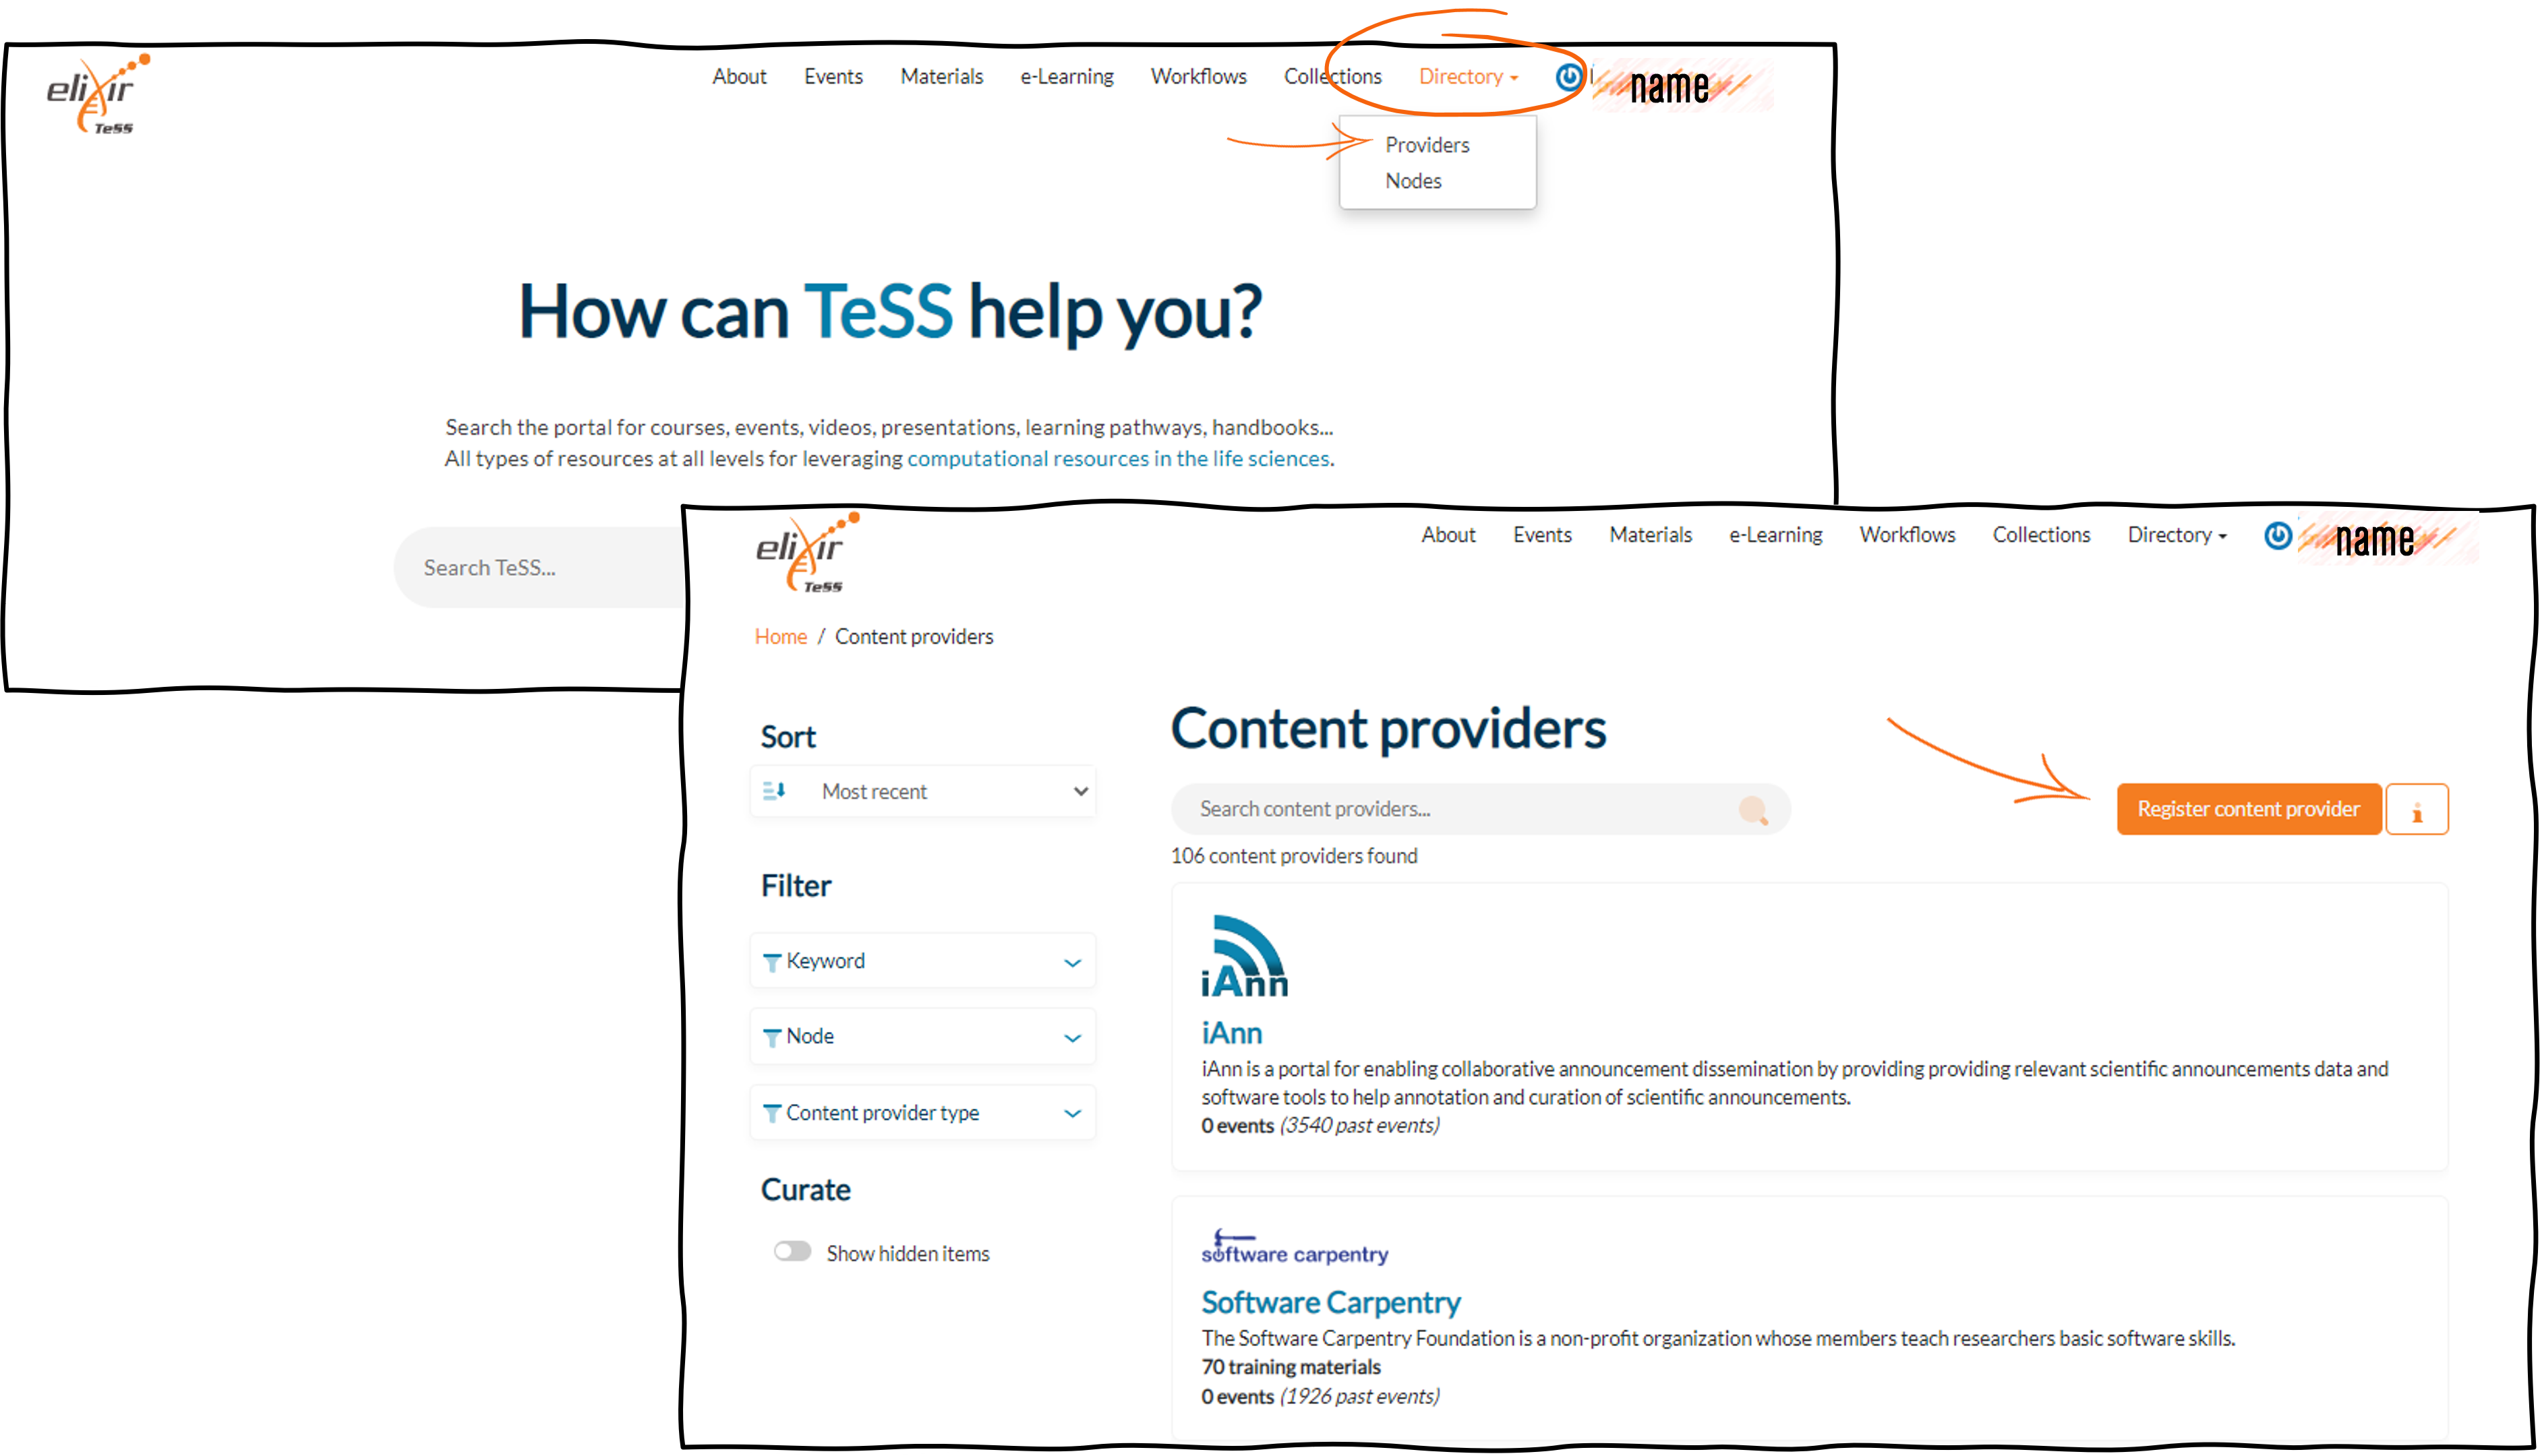 elixir
TeSS
About Events Materials e-Learning Workflows Collections Directory name
Providers
Nodes
How can TeSS help you?
Search the portal for courses, events, videos, presentations, learning pathways, handbooks...
All types of resources at all levels for leveraging computational resources in the life sciences.
Search TeSS...
elixir
TeSS
About Events Materials e-Learning Workflows Collections Directory name
Home / Content providers
Sort
Most recent
Filter
Keyword
Node
Content provider type
Curate
Show hidden items
Content providers
Search content providers...
Register content provider i
106 content providers found
iAnn
iAnn
iAnn is a portal for enabling collaborative announcement dissemination by providing providing relevant scientific announcements data and
software tools to help annotation and curation of scientific announcements.
0 events (3540 past events)
software carpentry
Software Carpentry
The Software Carpentry Foundation is a non-profit organization whose members teach researchers basic software skills.
70 training materials
0 events (1926 past events)